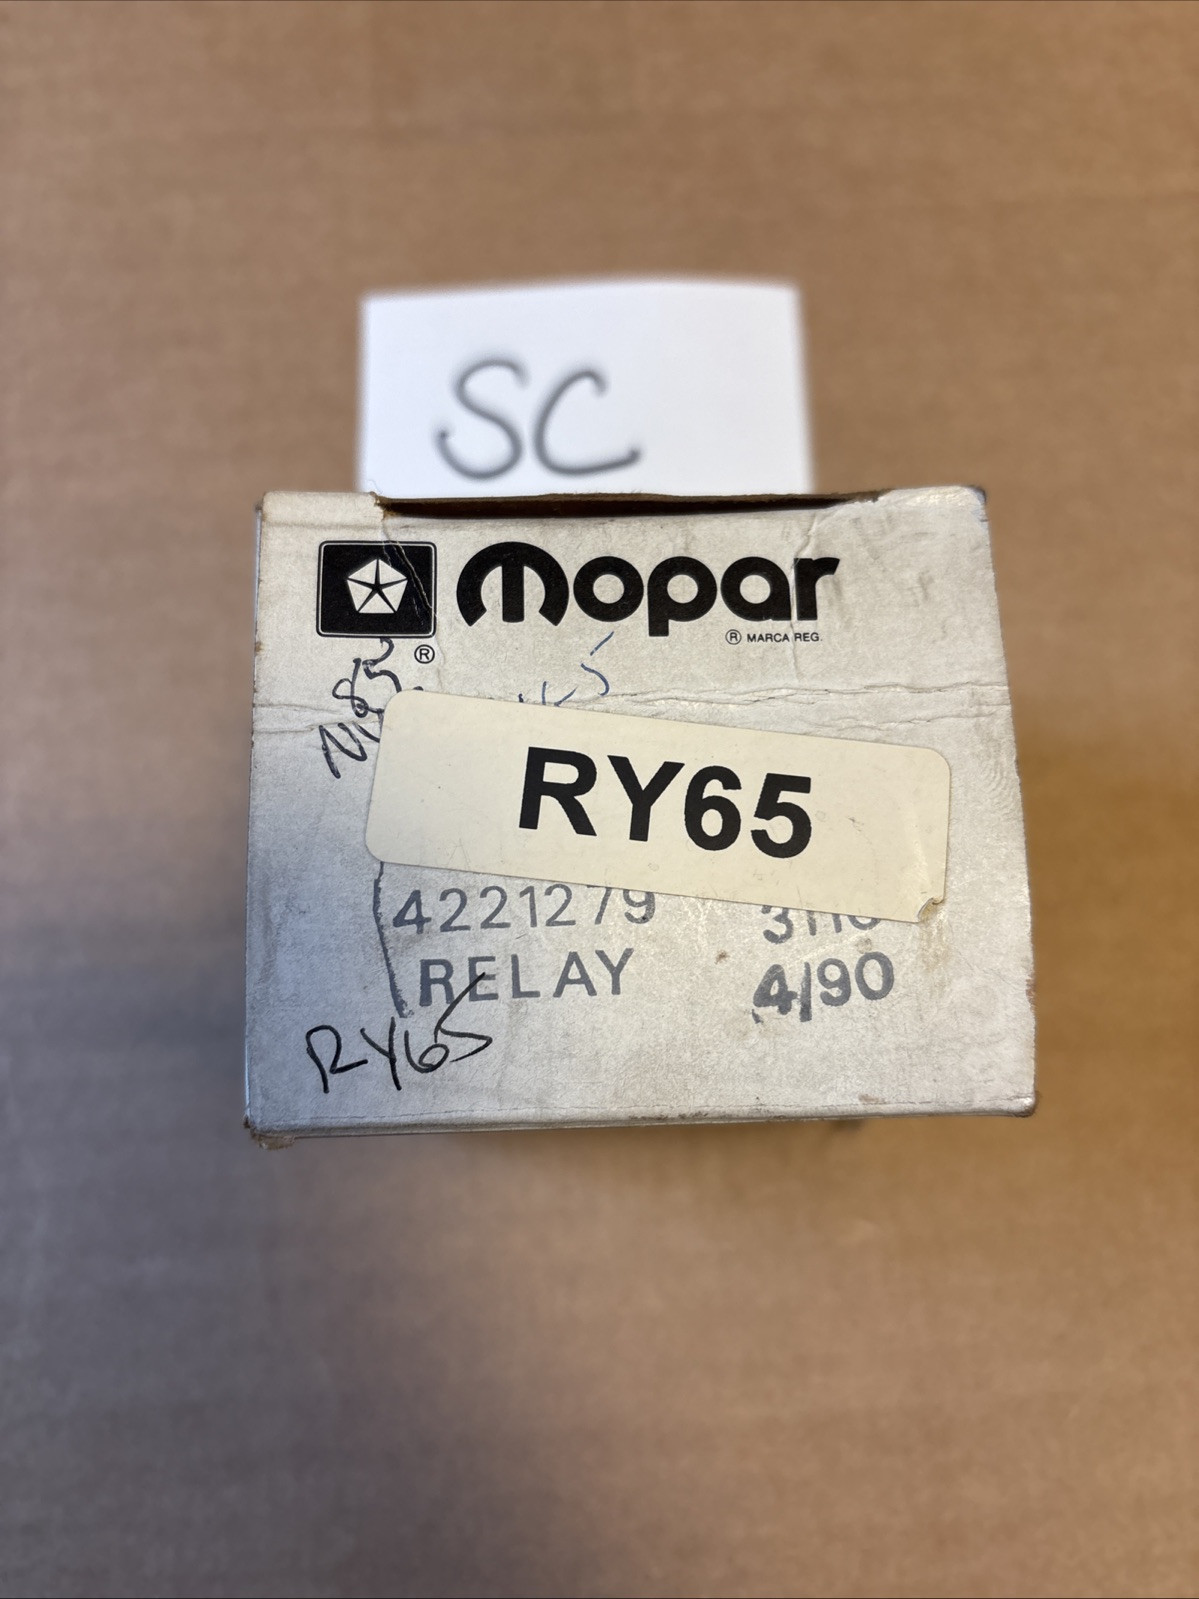 SC
Mopar
® MARCA REG.
®
RY65
4221279
RELAY 4/90
RY65